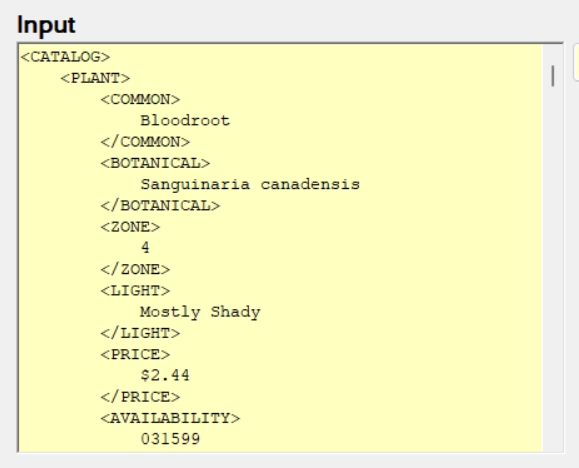 Input
<CATALOG>
<PLANT>
<COMMON>
Bloodroot
</COMMON>
<BOTANICAL>
Sanguinaria canadensis
</BOTANICAL>
<ZONE>
4
</ZONE>
<LIGHT>
Mostly Shady
</LIGHT>
<PRICE>
$2.44
</PRICE>
<AVAILABILITY>
031599